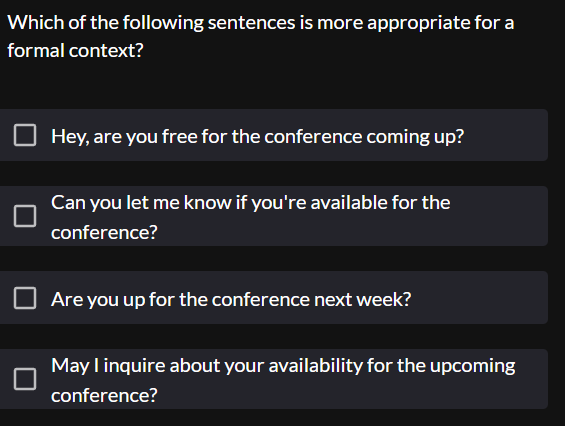 Which of the following sentences is more appropriate for a
formal context?
Hey, are you free for the conference coming up?
Can you let me know if you're available for the
conference?
Are you up for the conference next week?
May I inquire about your availability for the upcoming
conference?